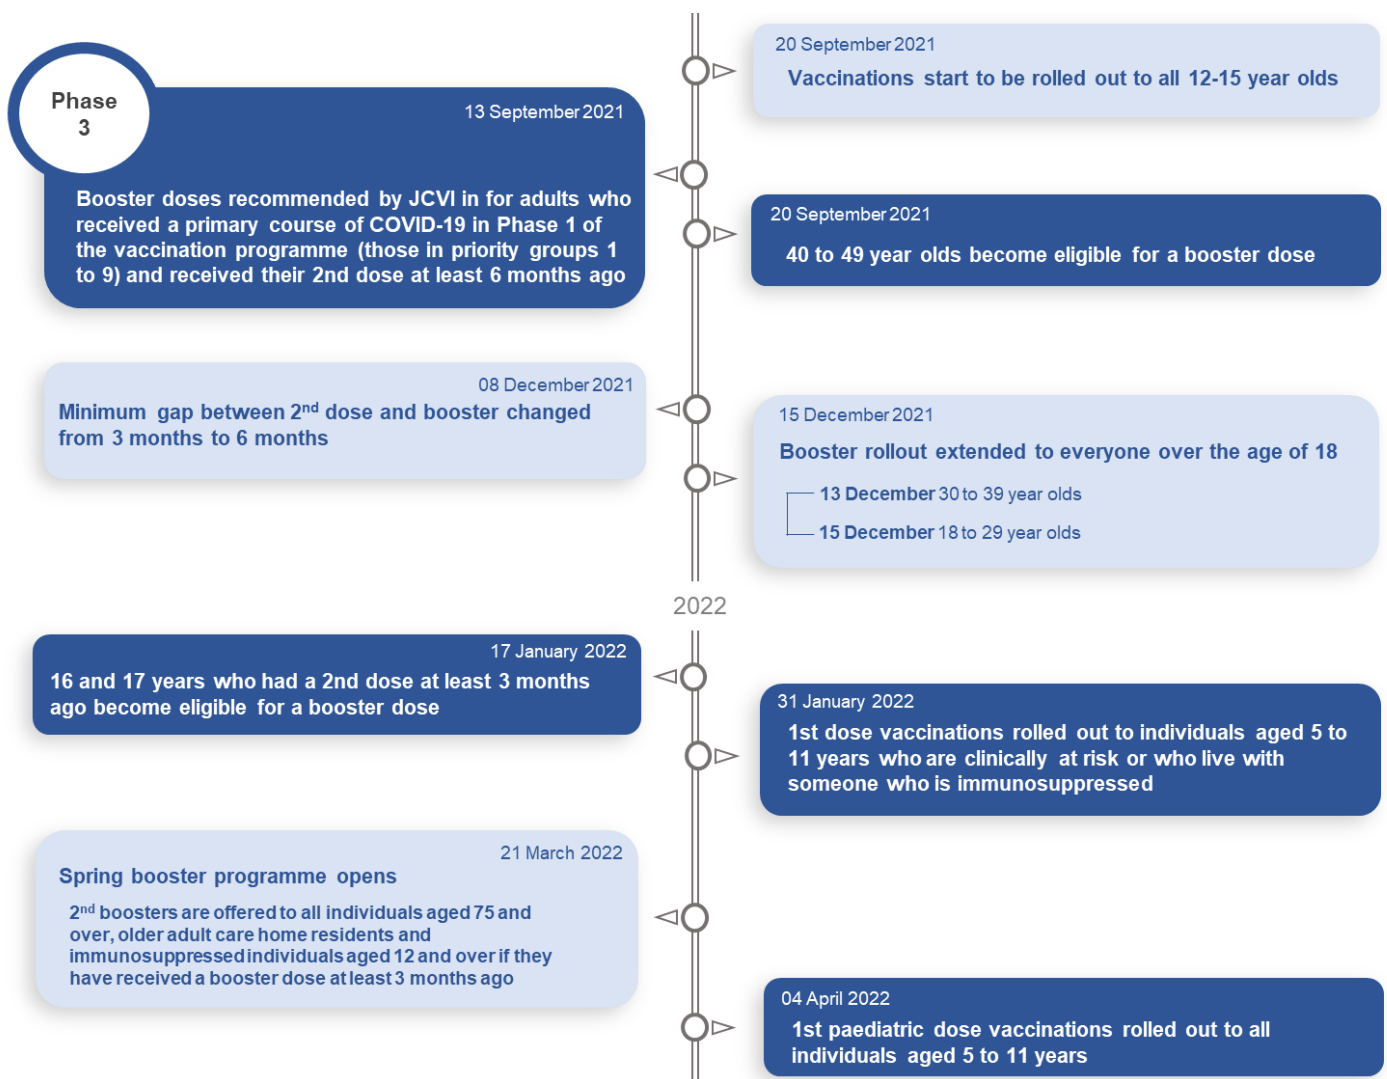 20 September 2021
Vaccinations start to be rolled out to all 12-15 year olds
Phase
3
13 September 2021
Booster doses recommended by JCVI in for adults who
received a primary course of COVID-19 in Phase 1 of
the vaccination programme (those in priority groups 1
to 9) and received their 2nd dose at least 6 months ago
20 September 2021
40 to 49 year olds become eligible for a booster dose
08 December 2021
Minimum gap between 2nd dose and booster changed
from 3 months to 6 months
15 December 2021
Booster rollout extended to everyone over the age of 18
13 December 30 to 39 year olds
15 December 18 to 29 year olds
2022
17 January 2022
16 and 17 years who had a 2nd dose at least 3 months
ago become eligible for a booster dose
31 January 2022
1st dose vaccinations rolled out to individuals aged 5 to
11 years who are clinically at risk or who live with
someone who is immunosuppressed
21 March 2022
Spring booster programme opens
2nd boosters are offered to all individuals aged 75 and
over, older adult care home residents and
immunosuppressed individuals aged 12 and over if they
have received a booster dose at least 3 months ago
04 April 2022
1st paediatric dose vaccinations rolled out to all
individuals aged 5 to 11 years